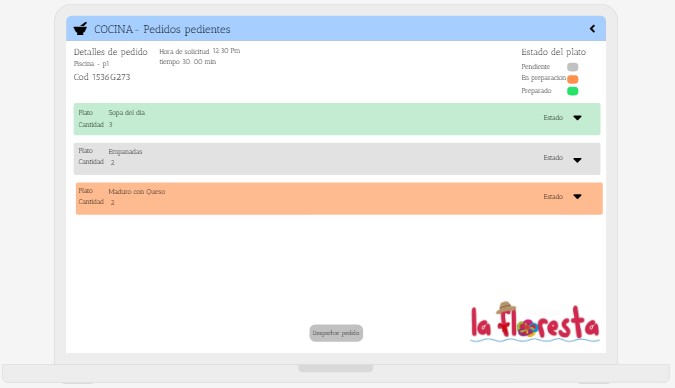 COCINA- Pedidos pedientes
Detalles de pedido
Piscina - p1
Cod 1536G273
Hora de solicitud 12:30 Pm
tiempo 30:00 min
Estado del plato
Pendiente
En preparacion
Preparado
Plato Sopa del dia
Cantidad 3
Estado
Plato Empanadas
Cantidad 2
Estado
Plato Maduro con Queso
Cantidad 2
Estado
Despachar pedido
la floresta